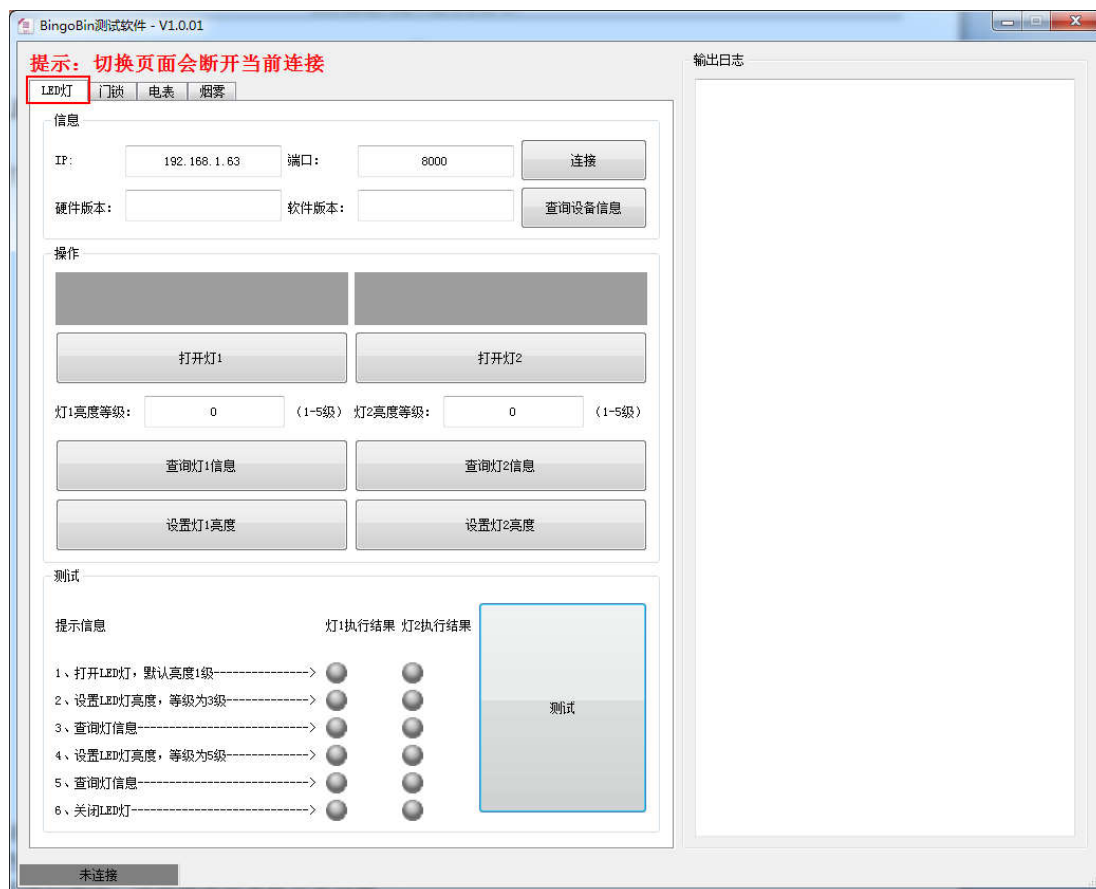 BingoBin测试软件 - V1.0.01
提示：切换页面会断开当前连接
LED灯 门锁 电表 烟雾
信息
IP: 192.168.1.63 端口: 8000 连接
硬件版本: 软件版本: 查询设备信息
操作
打开灯1 打开灯2
灯1亮度等级: 0 (1-5级) 灯2亮度等级: 0 (1-5级)
查询灯1信息 查询灯2信息
设置灯1亮度 设置灯2亮度
测试
提示信息 灯1执行结果 灯2执行结果
1、打开LED灯，默认亮度1级--------------->
2、设置LED灯亮度，等级为3级------------->
3、查询灯信息--------------------------->
4、设置LED灯亮度，等级为5级------------->
5、查询灯信息--------------------------->
6、关闭LED灯---------------------------->
测试
输出日志
未连接